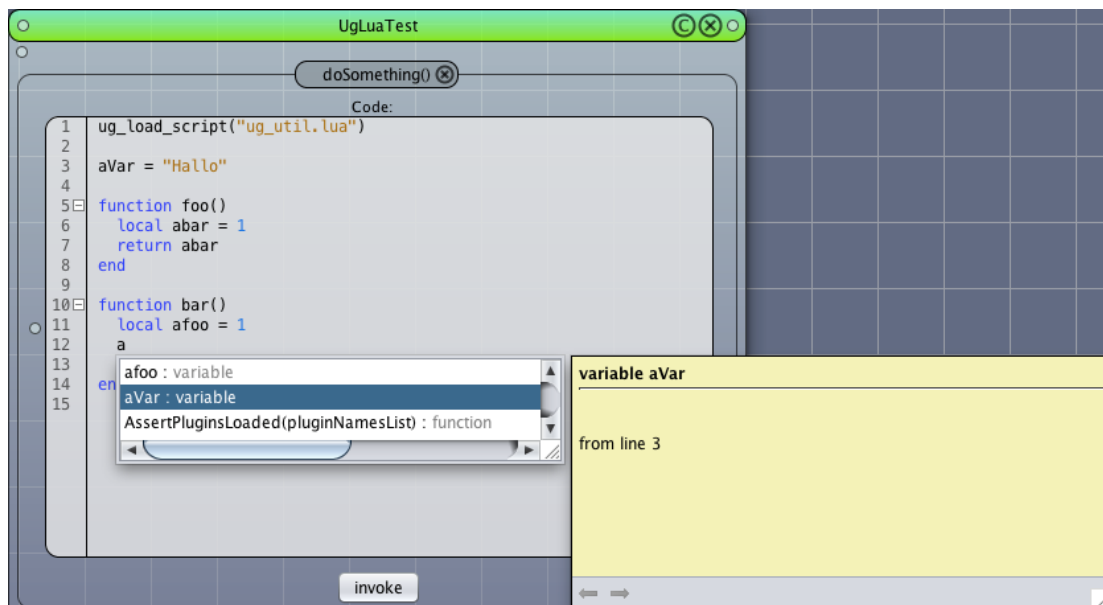 UgLuaTest
doSomething()
Code:
1 ug_load_script("ug_util.lua")
2
3 aVar = "Hallo"
4
5 function foo()
6 local abar = 1
7 return abar
8 end
9
10 function bar()
11 local afoo = 1
12 a
13
14 en
15
afoo : variable
aVar : variable
AssertPluginsLoaded(pluginNamesList) : function
variable aVar
from line 3
invoke